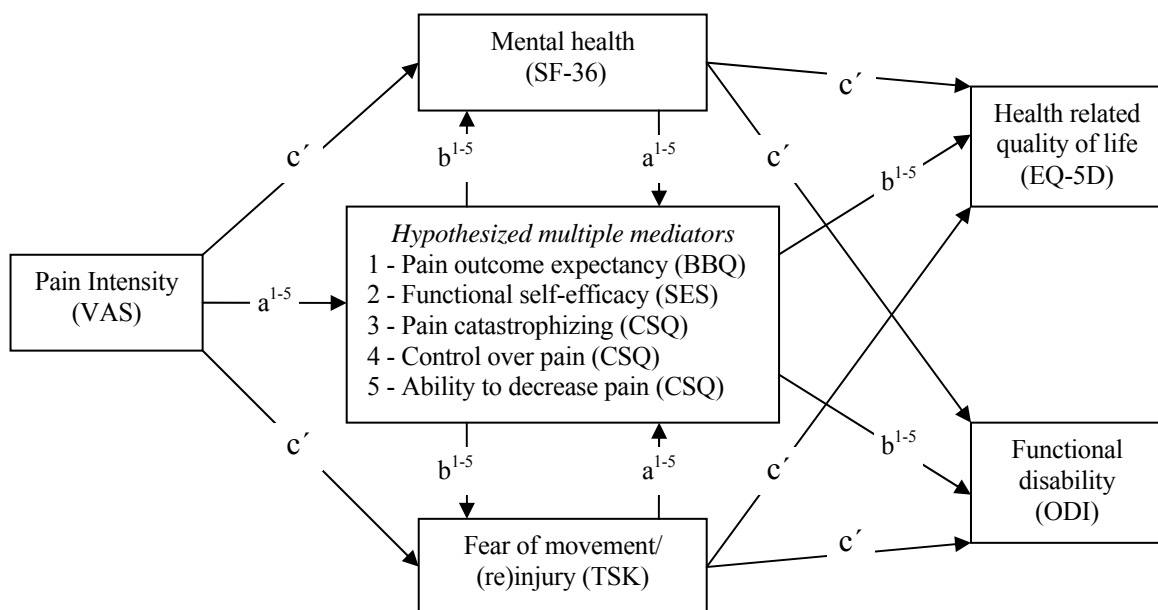 Mental health
(SF-36)
c´
Health related
quality of life
(EQ-5D)
c´
b¹⁻⁵
a¹⁻⁵
c´
b¹⁻⁵
Hypothesized multiple mediators
1 - Pain outcome expectancy (BBQ)
2 - Functional self-efficacy (SES)
3 - Pain catastrophizing (CSQ)
4 - Control over pain (CSQ)
5 - Ability to decrease pain (CSQ)
Pain Intensity
(VAS)
a¹⁻⁵
c´
b¹⁻⁵
a¹⁻⁵
c´
b¹⁻⁵
Functional
disability
(ODI)
Fear of movement/
(re)injury (TSK)
c´